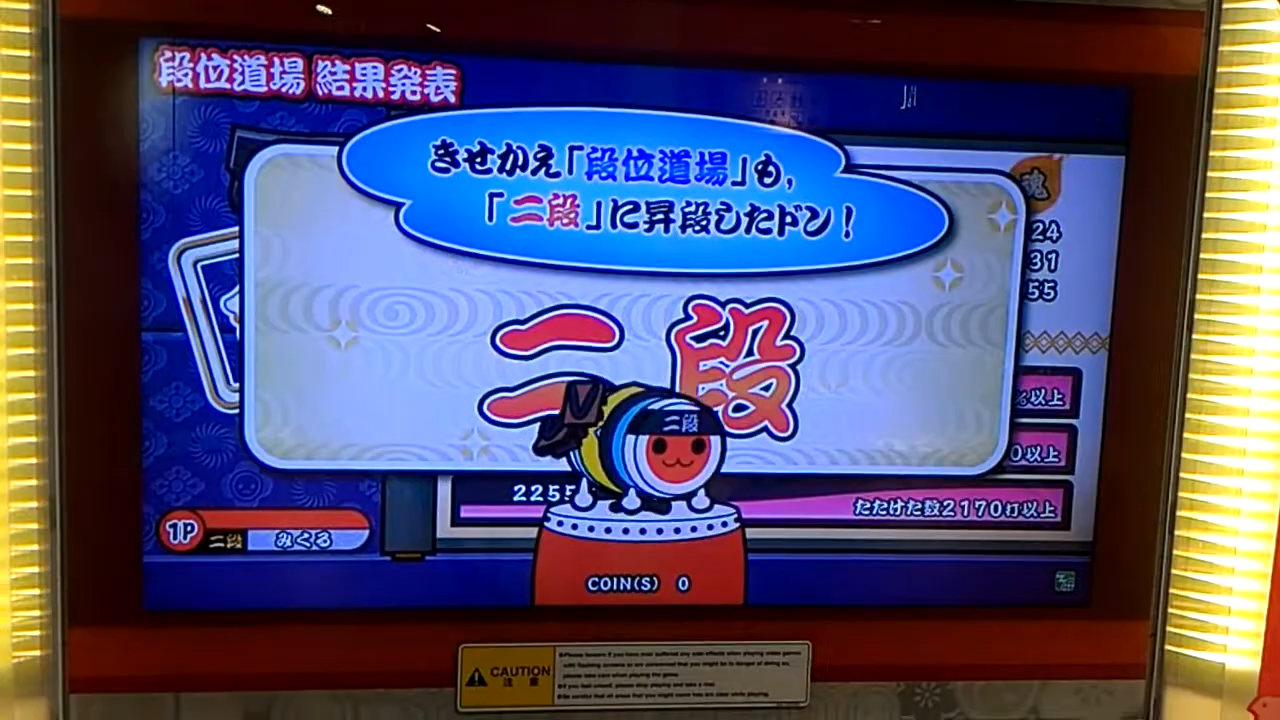 段位道場 結果発表
きせかえ「段位道場」も,
「二段」に昇段したドン!
魂
24
31
55
二段
二段
%以上
0以上
2255
たたけた数2170打以上
1P 二段 みくる
COIN(S) 0
CAUTION
注 意